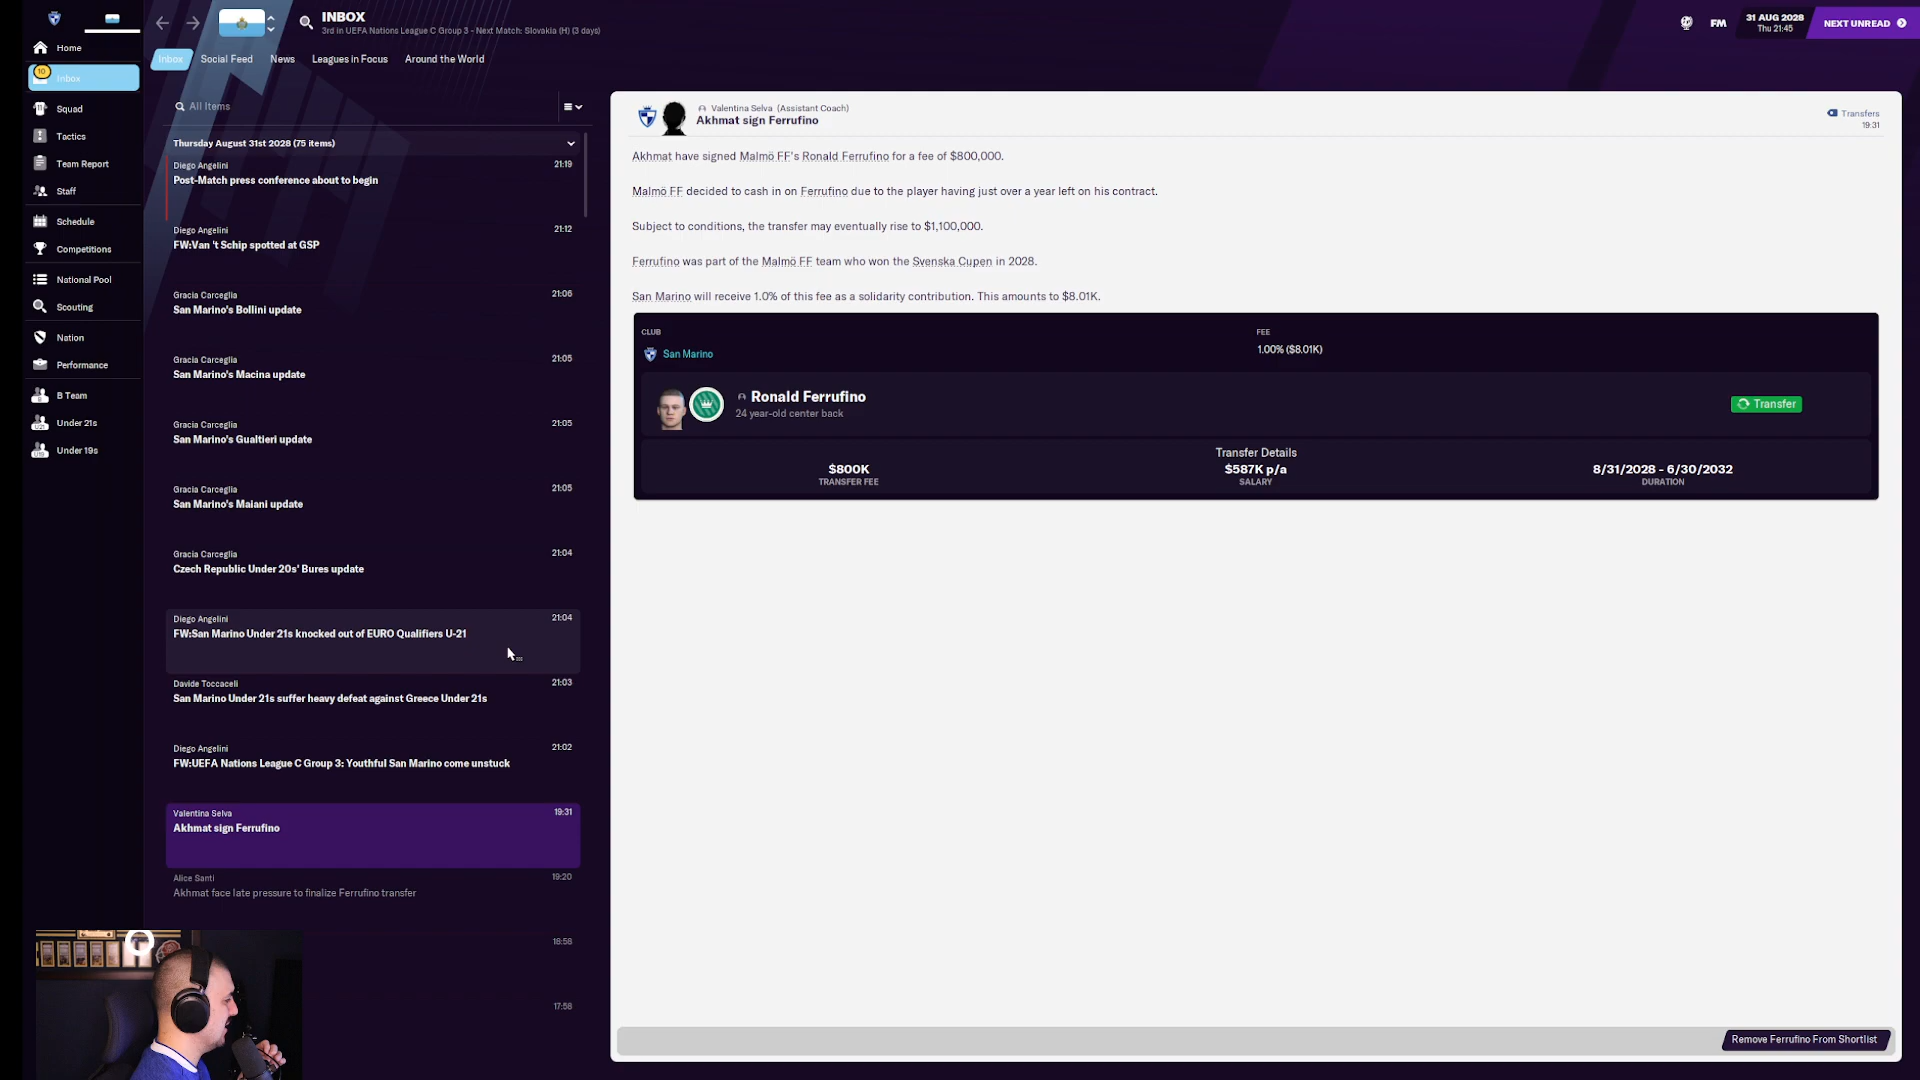 INBOX
3rd in UEFA Nations League C Group 3 - Next Match: Slovakia (H) (3 days)
FM
31 AUG 2028
Thu 21:45
NEXT UNREAD
Home
10
Inbox
Squad
Tactics
Team Report
Staff
Schedule
Competitions
National Pool
Scouting
Nation
Performance
B Team
Under 21s
Under 19s
Inbox
Social Feed
News
Leagues in Focus
Around the World
All Items
Thursday August 31st 2028 (75 items)
Diego Angelini
21:19
Post-Match press conference about to begin
Diego Angelini
21:12
FW:Van 't Schip spotted at GSP
Gracia Carceglia
21:06
San Marino's Bollini update
Gracia Carceglia
21:05
San Marino's Macina update
Gracia Carceglia
21:05
San Marino's Gualtieri update
Gracia Carceglia
21:05
San Marino's Maiani update
Gracia Carceglia
21:04
Czech Republic Under 20s' Bures update
Diego Angelini
21:04
FW:San Marino Under 21s knocked out of EURO Qualifiers U-21
Davide Toccaceli
21:03
San Marino Under 21s suffer heavy defeat against Greece Under 21s
Diego Angelini
21:02
FW:UEFA Nations League C Group 3: Youthful San Marino come unstuck
Valentina Selva
19:31
Akhmat sign Ferrufino
Alice Santi
19:20
Akhmat face late pressure to finalize Ferrufino transfer
18:58
17:58
Valentina Selva (Assistant Coach)
Akhmat sign Ferrufino
Transfers
19:31
Akhmat have signed Malmö FF's Ronald Ferrufino for a fee of $800,000.
Malmö FF decided to cash in on Ferrufino due to the player having just over a year left on his contract.
Subject to conditions, the transfer may eventually rise to $1,100,000.
Ferrufino was part of the Malmö FF team who won the Svenska Cupen in 2028.
San Marino will receive 1.0% of this fee as a solidarity contribution. This amounts to $8.01K.
CLUB
FEE
San Marino
1.00% ($8.01K)
Ronald Ferrufino
24 year-old center back
Transfer
Transfer Details
$800K
TRANSFER FEE
$587K p/a
SALARY
8/31/2028 - 6/30/2032
DURATION
Remove Ferrufino From Shortlist